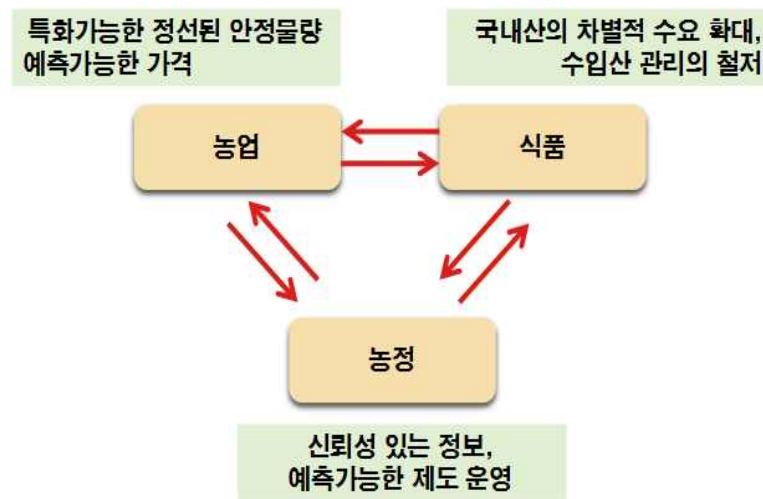 특화가능한 정선된 안정물량
예측가능한 가격
국내산의 차별적 수요 확대,
수입산 관리의 철저
농업
식품
농정
신뢰성 있는 정보,
예측가능한 제도 운영